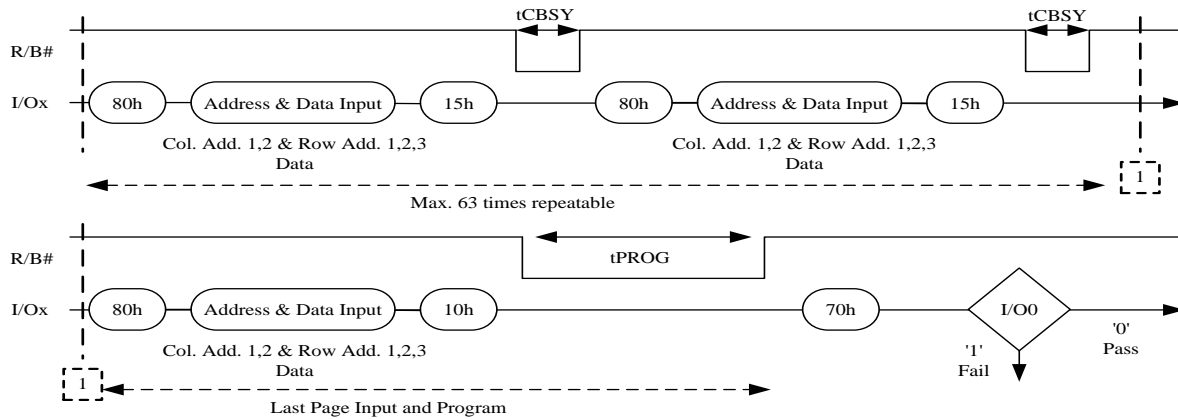 tCBSY tCBSY
R/B#
I/Ox 80h Address & Data Input 15h 80h Address & Data Input 15h
Col. Add. 1,2 & Row Add. 1,2,3 Col. Add. 1,2 & Row Add. 1,2,3
Data Data
1
Max. 63 times repeatable
R/B# tPROG
I/Ox 80h Address & Data Input 10h 70h I/O0 '0'
Pass
Col. Add. 1,2 & Row Add. 1,2,3 '1'
Data Fail
1
Last Page Input and Program